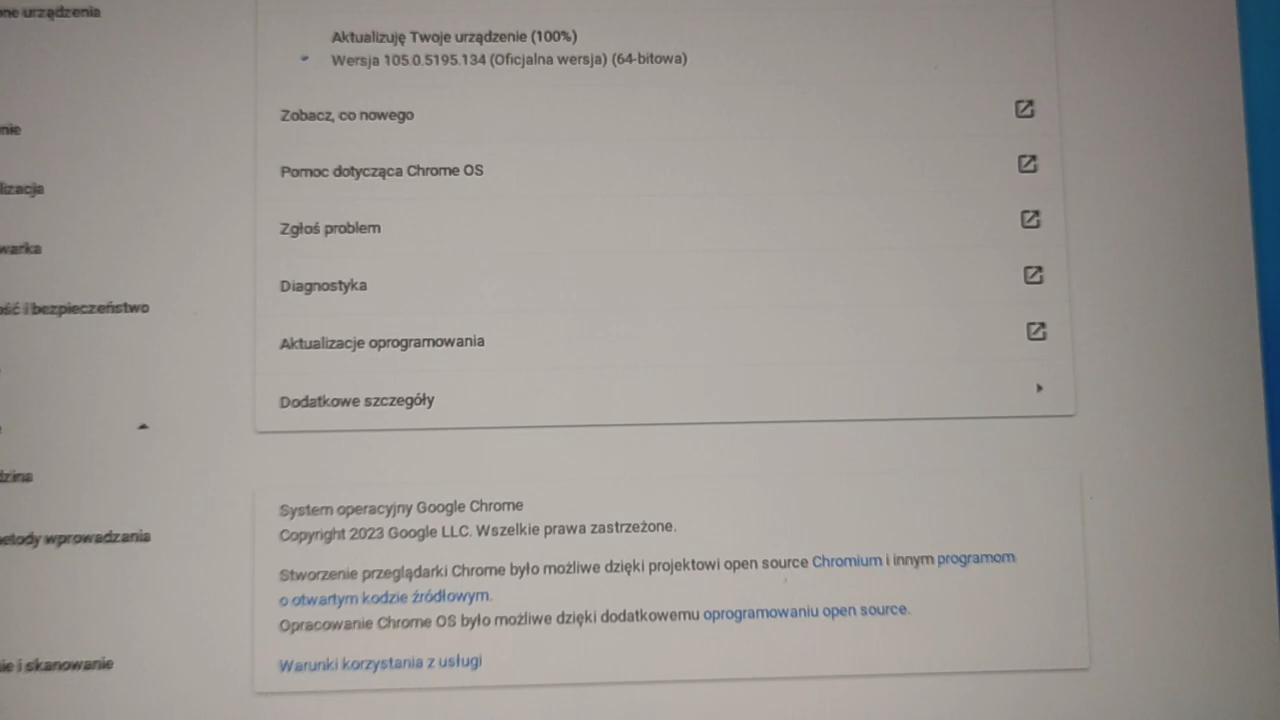 urządzenia
Aktualizuję Twoje urządzenie (100%)
Wersja 105.0.5195.134 (Oficjalna wersja) (64-bitowa)
Zobacz, co nowego
nie
Pomoc dotycząca Chrome OS
lizacja
Zgłoś problem
warka
Diagnostyka
ość i bezpieczeństwo
Aktualizacje oprogramowania
Dodatkowe szczegóły
dzina
System operacyjny Google Chrome
Copyright 2023 Google LLC. Wszelkie prawa zastrzeżone.
etody wprowadzania
Stworzenie przeglądarki Chrome było możliwe dzięki projektowi open source Chromium i innym programom
o otwartym kodzie źródłowym.
Opracowanie Chrome OS było możliwe dzięki dodatkowemu oprogramowaniu open source.
ie i skanowanie
Warunki korzystania z usługi